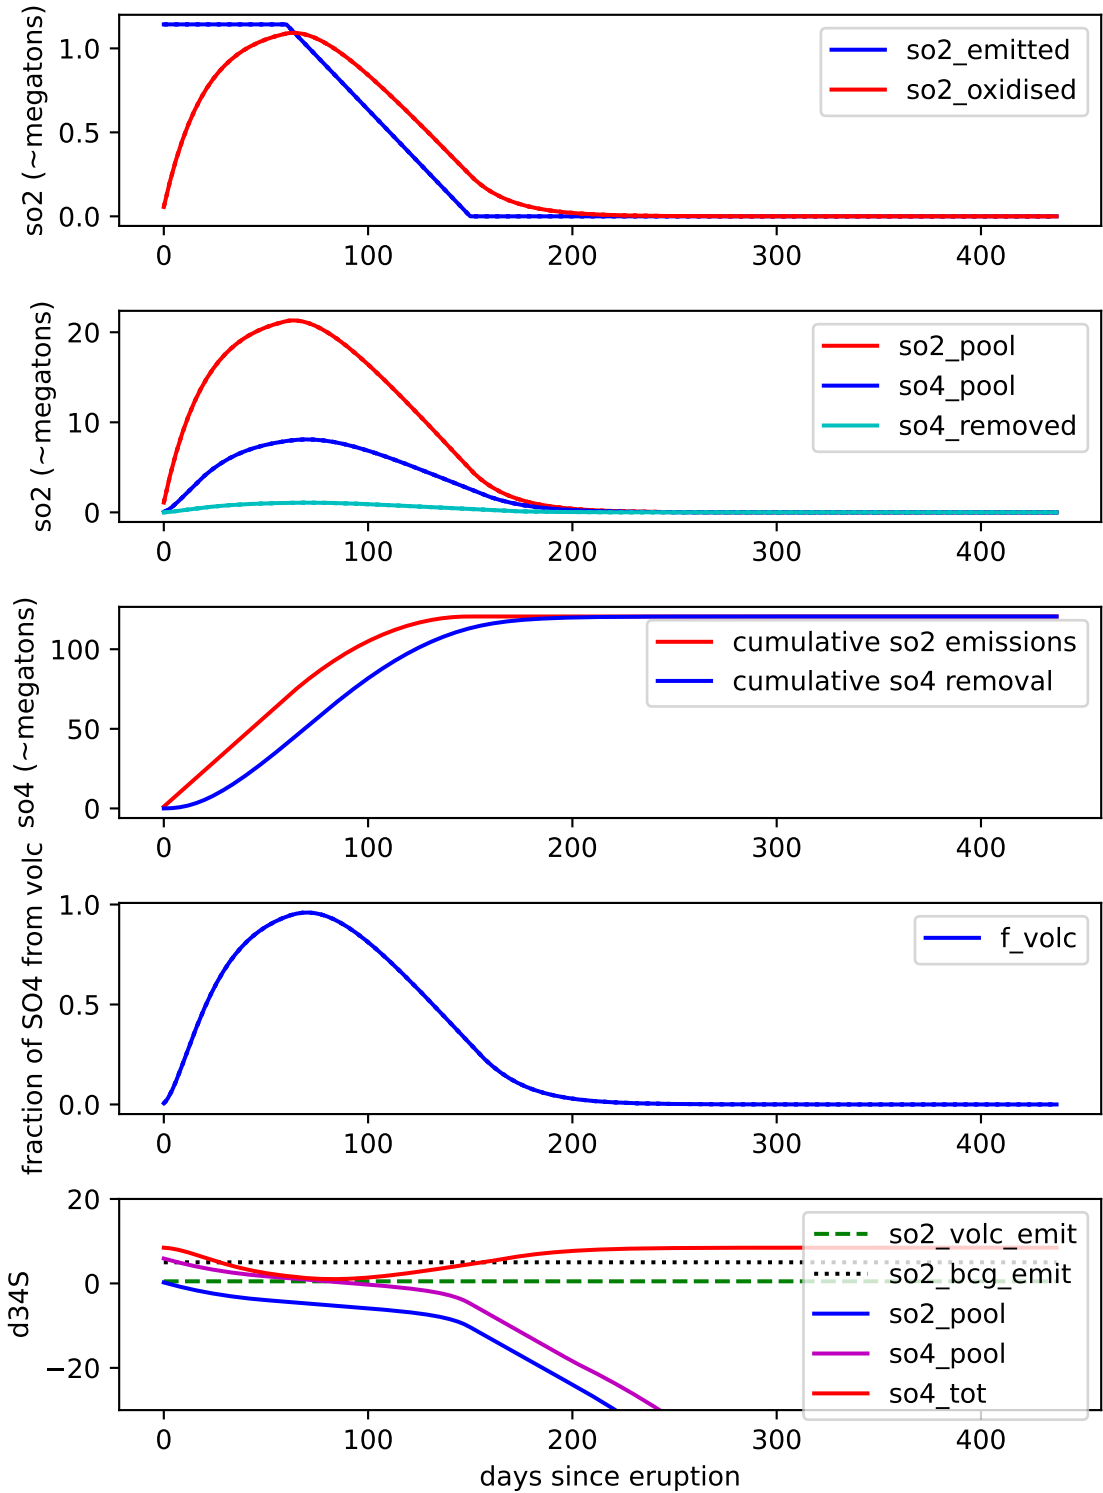 so2 (~megatons)
1.0
0.5
0.0
so2_emitted
so2_oxidised
0 100 200 300 400
so2 (~megatons)
20
10
0
so2_pool
so4_pool
so4_removed
0 100 200 300 400
so4 (~megatons)
100
50
0
cumulative so2 emissions
cumulative so4 removal
0 100 200 300 400
fraction of SO4 from volc
1.0
0.5
0.0
f_volc
0 100 200 300 400
d34S
20
0
−20
so2_volc_emit
so2_bcg_emit
so2_pool
so4_pool
so4_tot
0 100 200 300 400
days since eruption